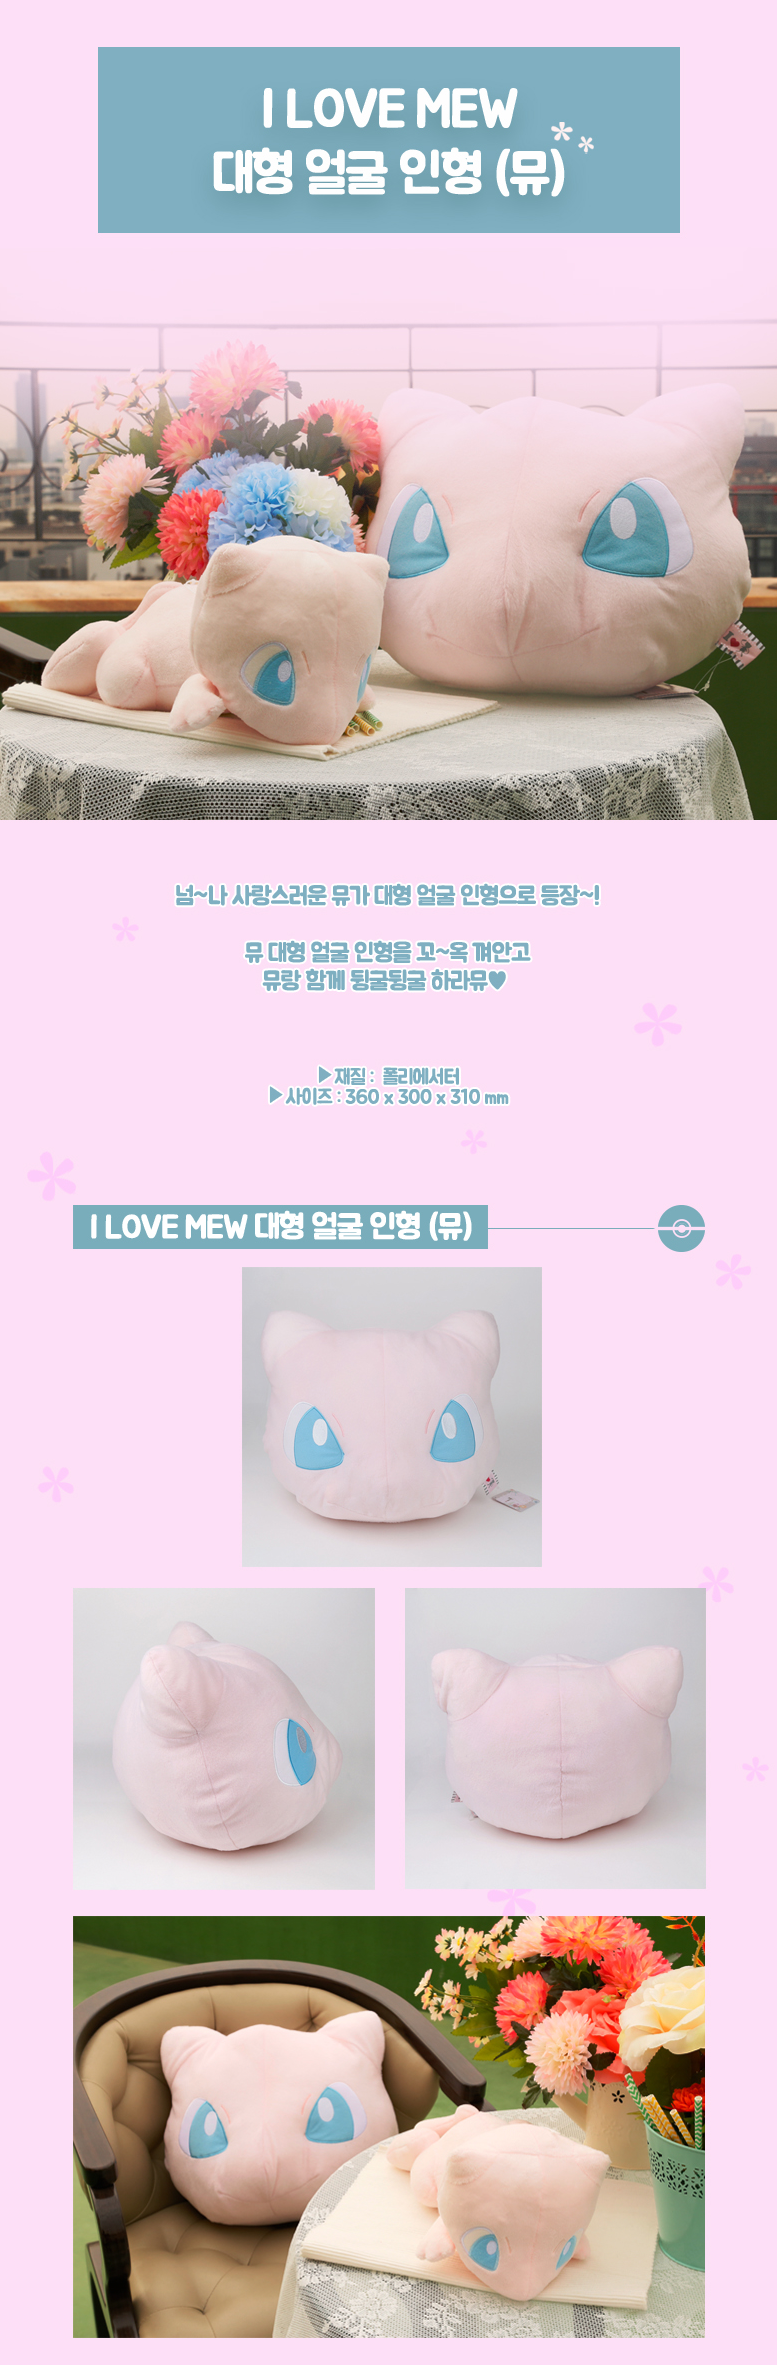 I LOVE MEW
대형 얼굴 인형 (뮤)
넘~나 사랑스러운 뮤가 대형 얼굴 인형으로 등장~!
뮤 대형 얼굴 인형을 꼬~옥 껴안고
뮤랑 함께 뒹굴뒹굴 하라뮤♥
▶재질 : 폴리에서터
▶사이즈 : 360 x 300 x 310 mm
I LOVE MEW 대형 얼굴 인형 (뮤)